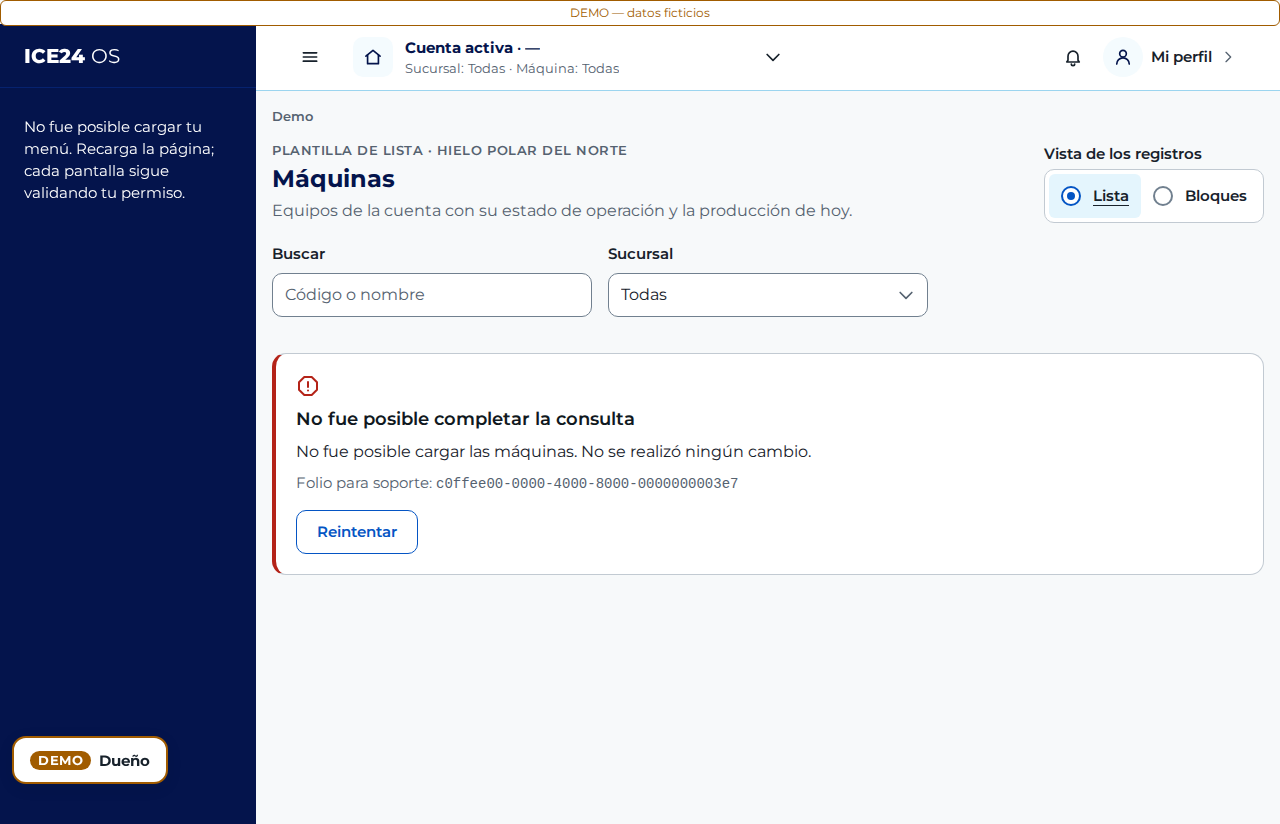 DEMO — datos ficticios
ICE24 OS
Cuenta activa · —
Sucursal: Todas · Máquina: Todas
Mi perfil
No fue posible cargar tu
menú. Recarga la página;
cada pantalla sigue
validando tu permiso.
Demo
PLANTILLA DE LISTA · HIELO POLAR DEL NORTE
Máquinas
Equipos de la cuenta con su estado de operación y la producción de hoy.
Vista de los registros
Lista
Bloques
Buscar
Sucursal
Código o nombre
Todas
No fue posible completar la consulta
No fue posible cargar las máquinas. No se realizó ningún cambio.
Folio para soporte: c0ffee00-0000-4000-8000-0000000003e7
Reintentar
DEMO Dueño